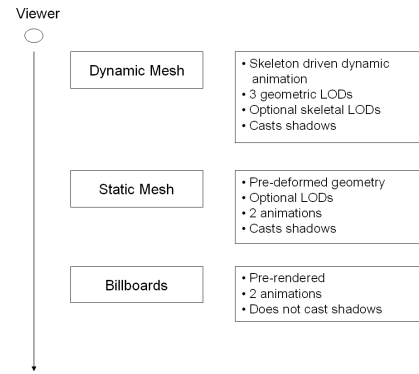 Viewer
Dynamic Mesh
• Skeleton driven dynamic
animation
• 3 geometric LODs
• Optional skeletal LODs
• Casts shadows
Static Mesh
• Pre-deformed geometry
• Optional LODs
• 2 animations
• Casts shadows
Billboards
• Pre-rendered
• 2 animations
• Does not cast shadows